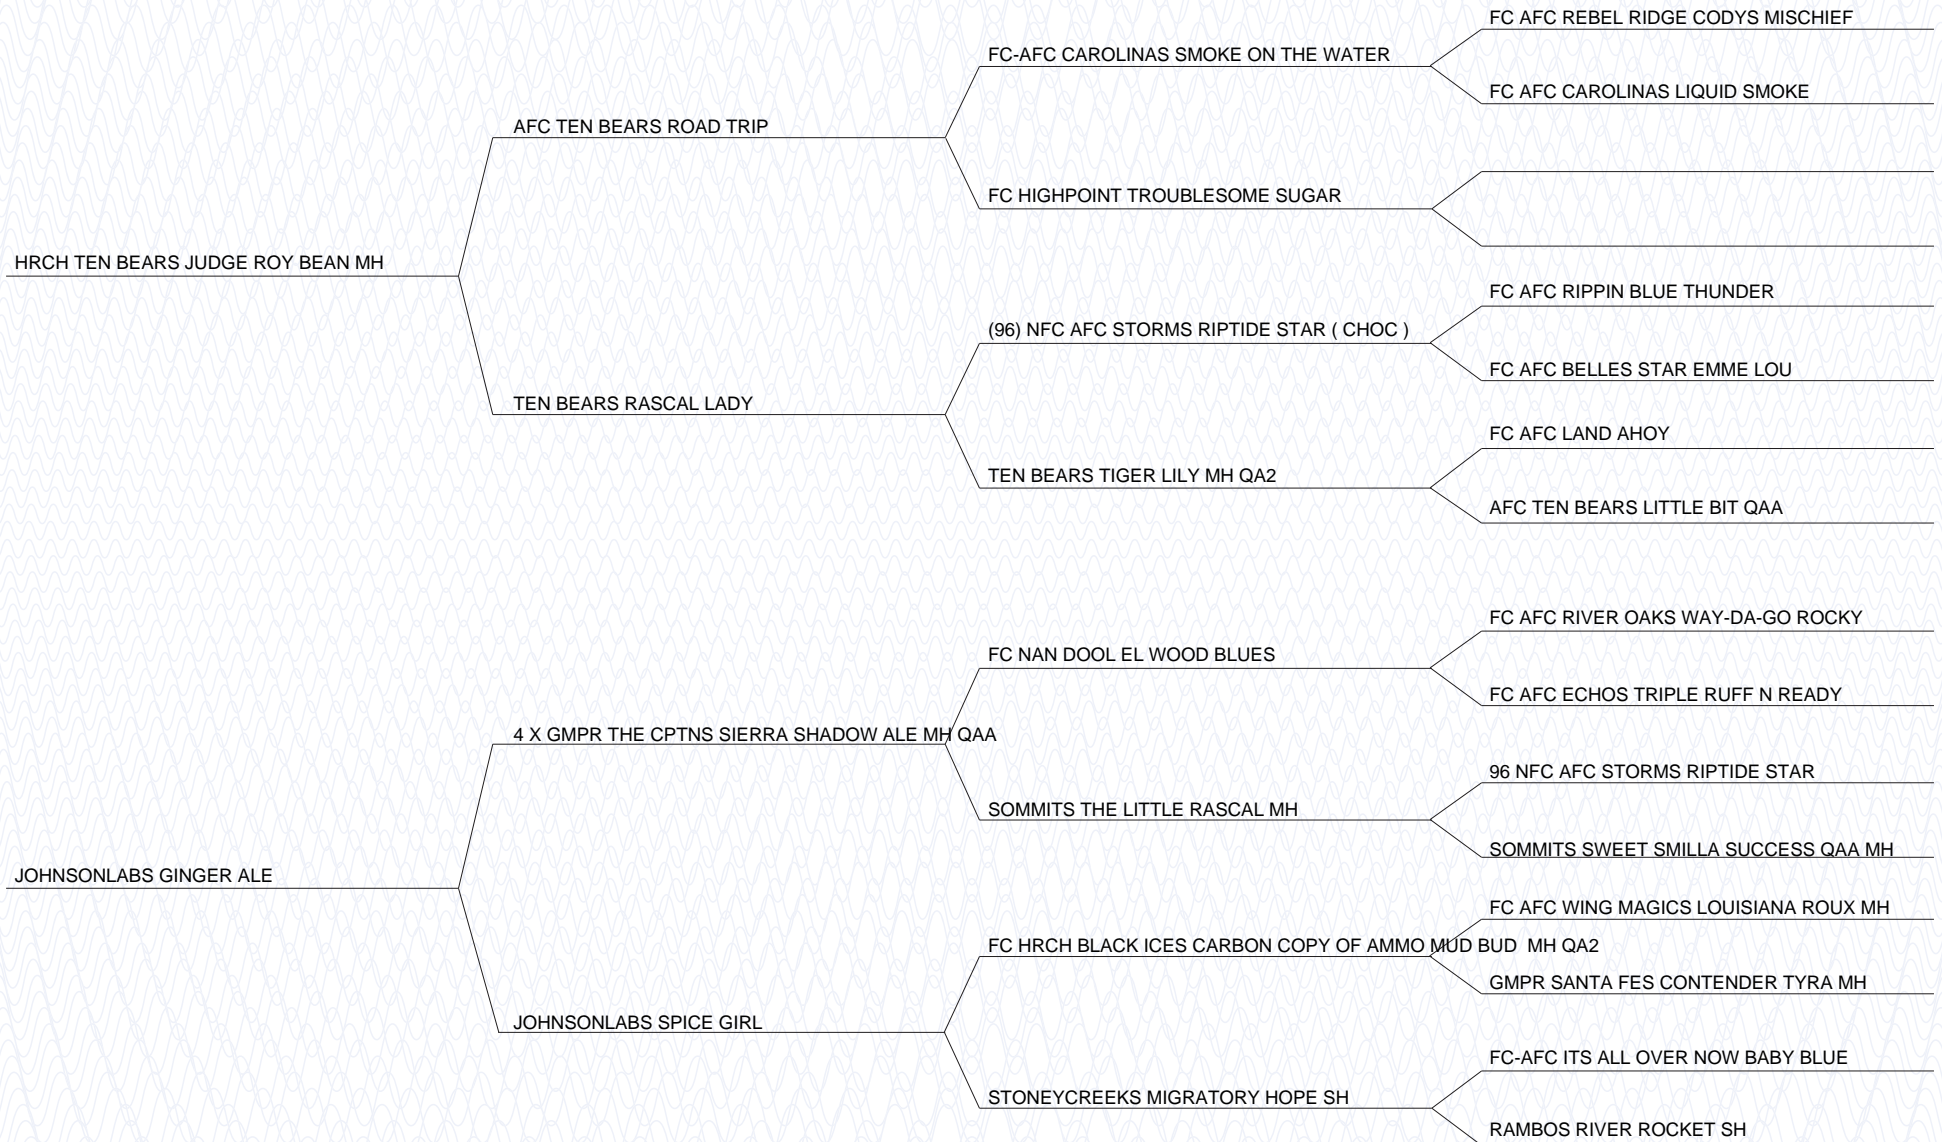 FC AFC REBEL RIDGE CODYS MISCHIEF
FC-AFC CAROLINAS SMOKE ON THE WATER
FC AFC CAROLINAS LIQUID SMOKE
AFC TEN BEARS ROAD TRIP
FC HIGHPOINT TROUBLESOME SUGAR
HRCH TEN BEARS JUDGE ROY BEAN MH
FC AFC RIPPIN BLUE THUNDER
(96) NFC AFC STORMS RIPTIDE STAR ( CHOC )
FC AFC BELLES STAR EMME LOU
TEN BEARS RASCAL LADY
FC AFC LAND AHOY
TEN BEARS TIGER LILY MH QA2
AFC TEN BEARS LITTLE BIT QAA
FC AFC RIVER OAKS WAY-DA-GO ROCKY
FC NAN DOOL EL WOOD BLUES
FC AFC ECHOS TRIPLE RUFF N READY
4 X GMPR THE CPTNS SIERRA SHADOW ALE MH QAA
96 NFC AFC STORMS RIPTIDE STAR
SOMMITS THE LITTLE RASCAL MH
SOMMITS SWEET SMILLA SUCCESS QAA MH
JOHNSONLABS GINGER ALE
FC AFC WING MAGICS LOUISIANA ROUX MH
FC HRCH BLACK ICES CARBON COPY OF AMMO MUD BUD  MH QA2
GMPR SANTA FES CONTENDER TYRA MH
JOHNSONLABS SPICE GIRL
FC-AFC ITS ALL OVER NOW BABY BLUE
STONEYCREEKS MIGRATORY HOPE SH
RAMBOS RIVER ROCKET SH